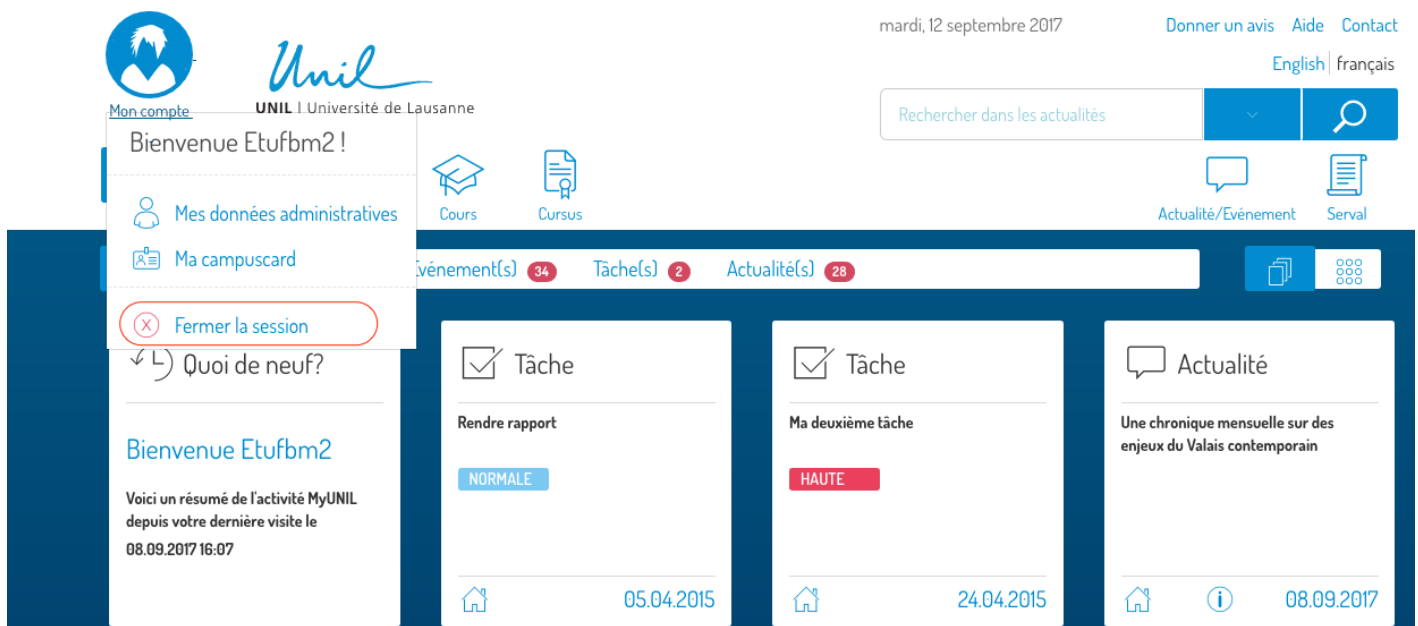 mardi, 12 septembre 2017 Donner un avis Aide Contact
English français
Unil
UNIL | Université de Lausanne
Mon compte
Rechercher dans les actualités
Bienvenue Etufbm2 !
Mes données administratives
Ma campuscard
Fermer la session
Cours Cursus Actualité/Evénement Serval
vénement(s) 34 Tâche(s) 2 Actualité(s) 28
Quoi de neuf?
Bienvenue Etufbm2
Voici un résumé de l'activité MyUNIL
depuis votre dernière visite le
08.09.2017 16:07
Tâche
Rendre rapport
NORMALE
05.04.2015
Tâche
Ma deuxième tâche
HAUTE
24.04.2015
Actualité
Une chronique mensuelle sur des
enjeux du Valais contemporain
08.09.2017